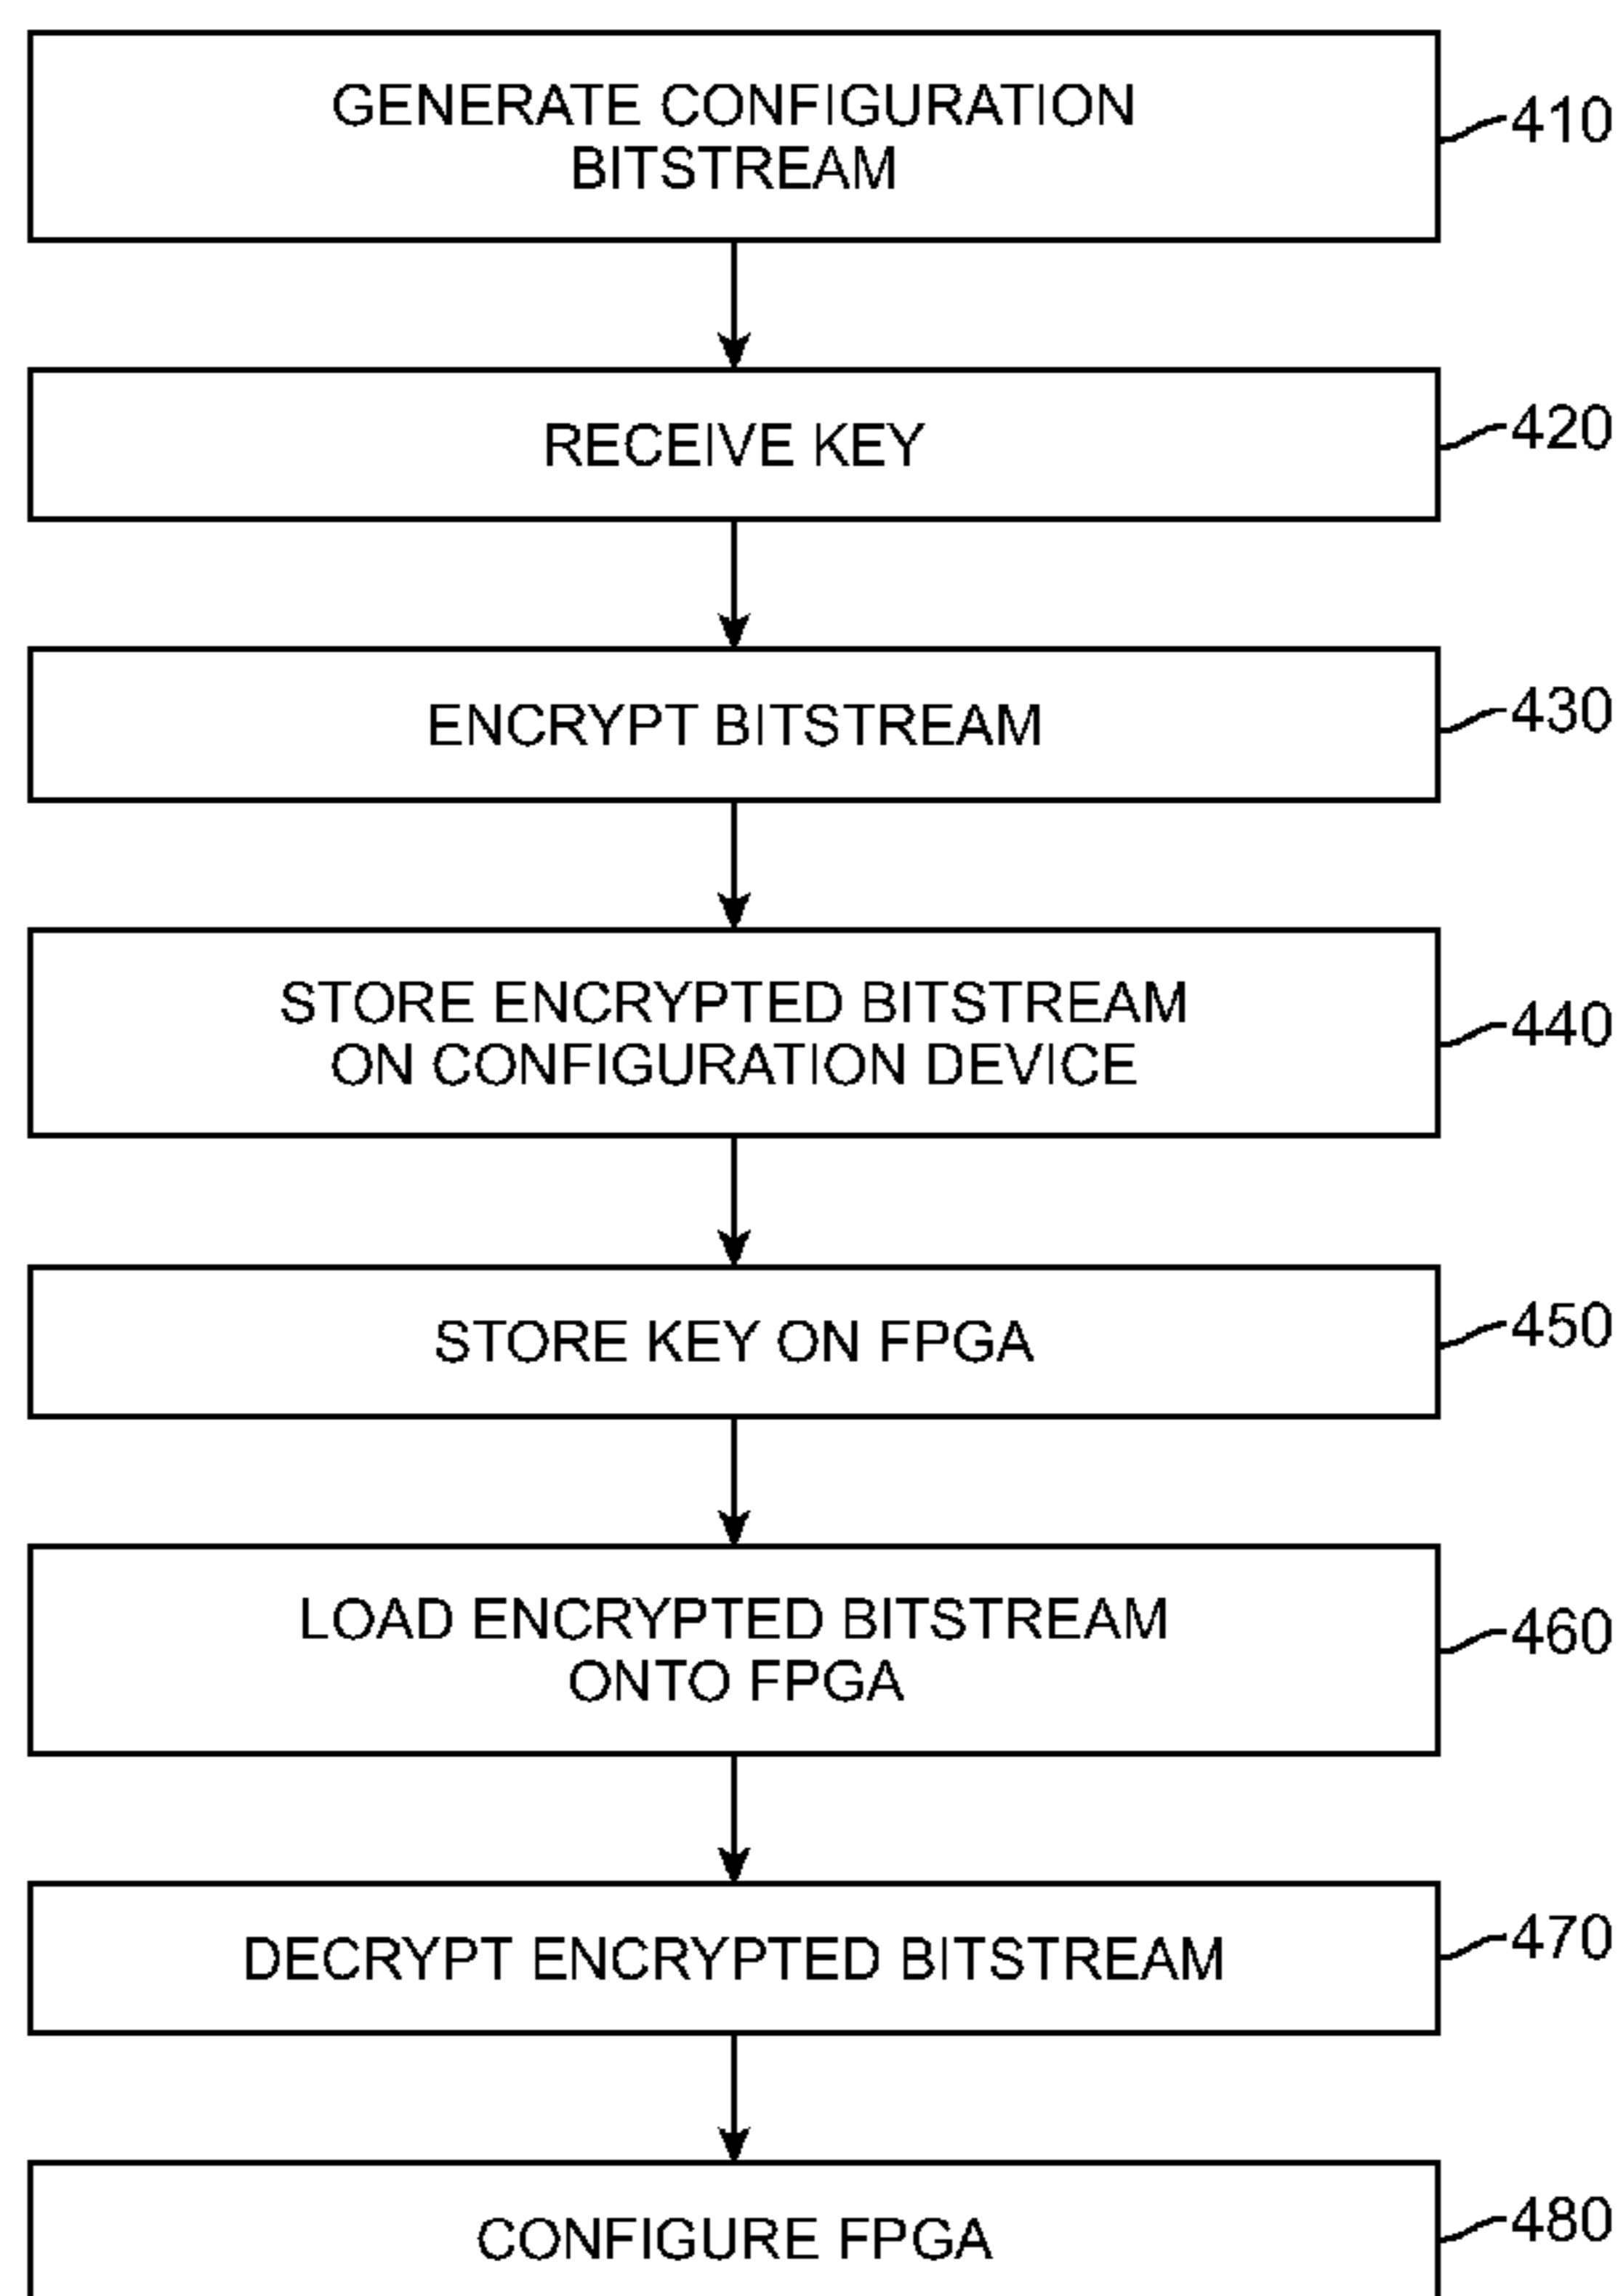 GENERATE CONFIGURATION
BITSTREAM
410
RECEIVE KEY
420
ENCRYPT BITSTREAM
430
STORE ENCRYPTED BITSTREAM
ON CONFIGURATION DEVICE
440
STORE KEY ON FPGA
450
LOAD ENCRYPTED BITSTREAM
ONTO FPGA
460
DECRYPT ENCRYPTED BITSTREAM
470
CONFIGURE FPGA
480